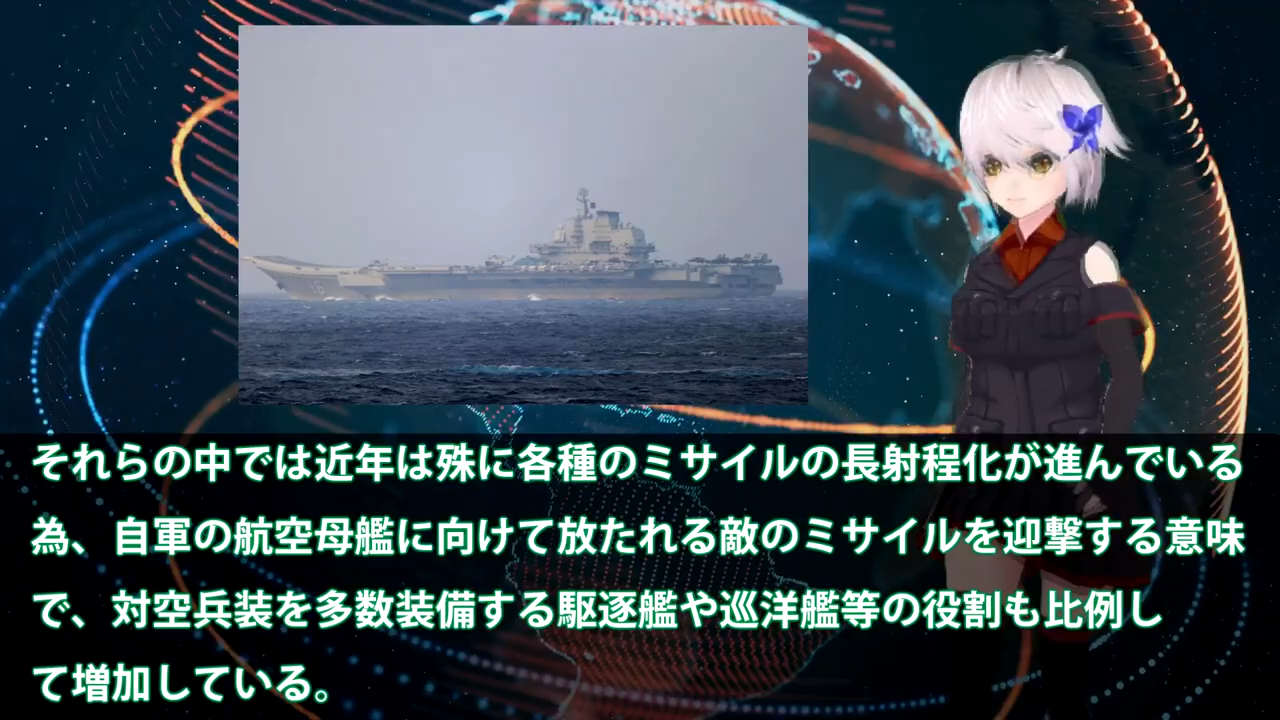 16
それらの中では近年は殊に各種のミサイルの長射程化が進んでいる
為、自軍の航空母艦に向けて放たれる敵のミサイルを迎撃する意味
で、対空兵装を多数装備する駆逐艦や巡洋艦等の役割も比例し
て増加している。